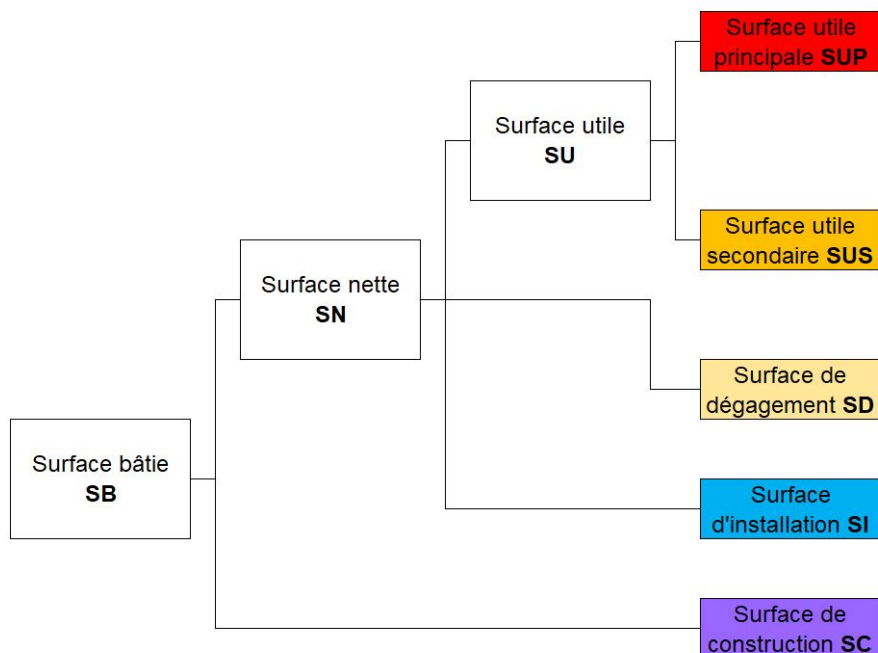 Surface utile
principale SUP
Surface utile
SU
Surface utile
secondaire SUS
Surface nette
SN
Surface de
dégagement SD
Surface bâtie
SB
Surface
d'installation SI
Surface de
construction SC